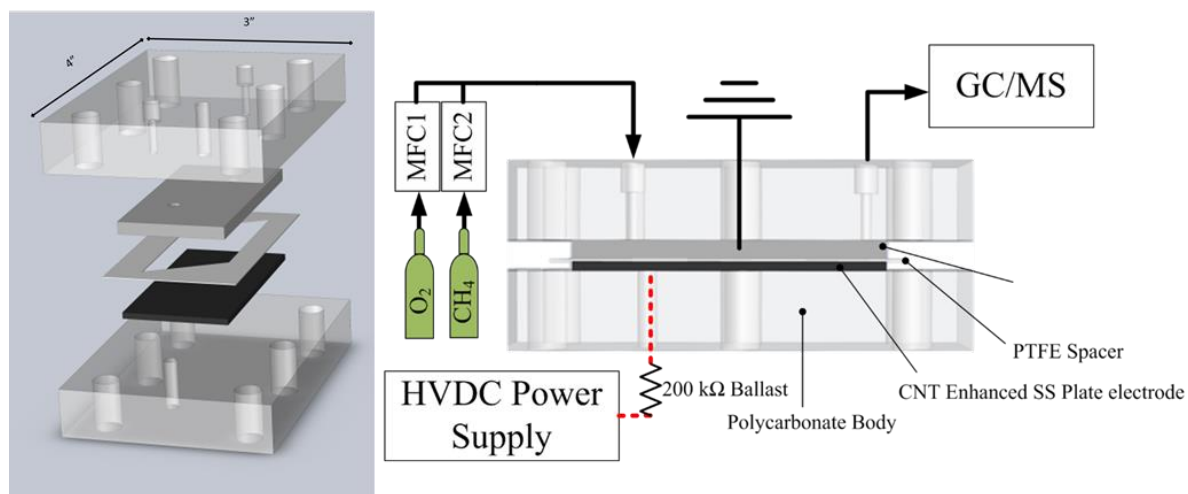 3”
4”
MFC1
MFC2
O₂
CH₄
GC/MS
HVDC Power
Supply
200 kΩ Ballast
PTFE Spacer
CNT Enhanced SS Plate electrode
Polycarbonate Body